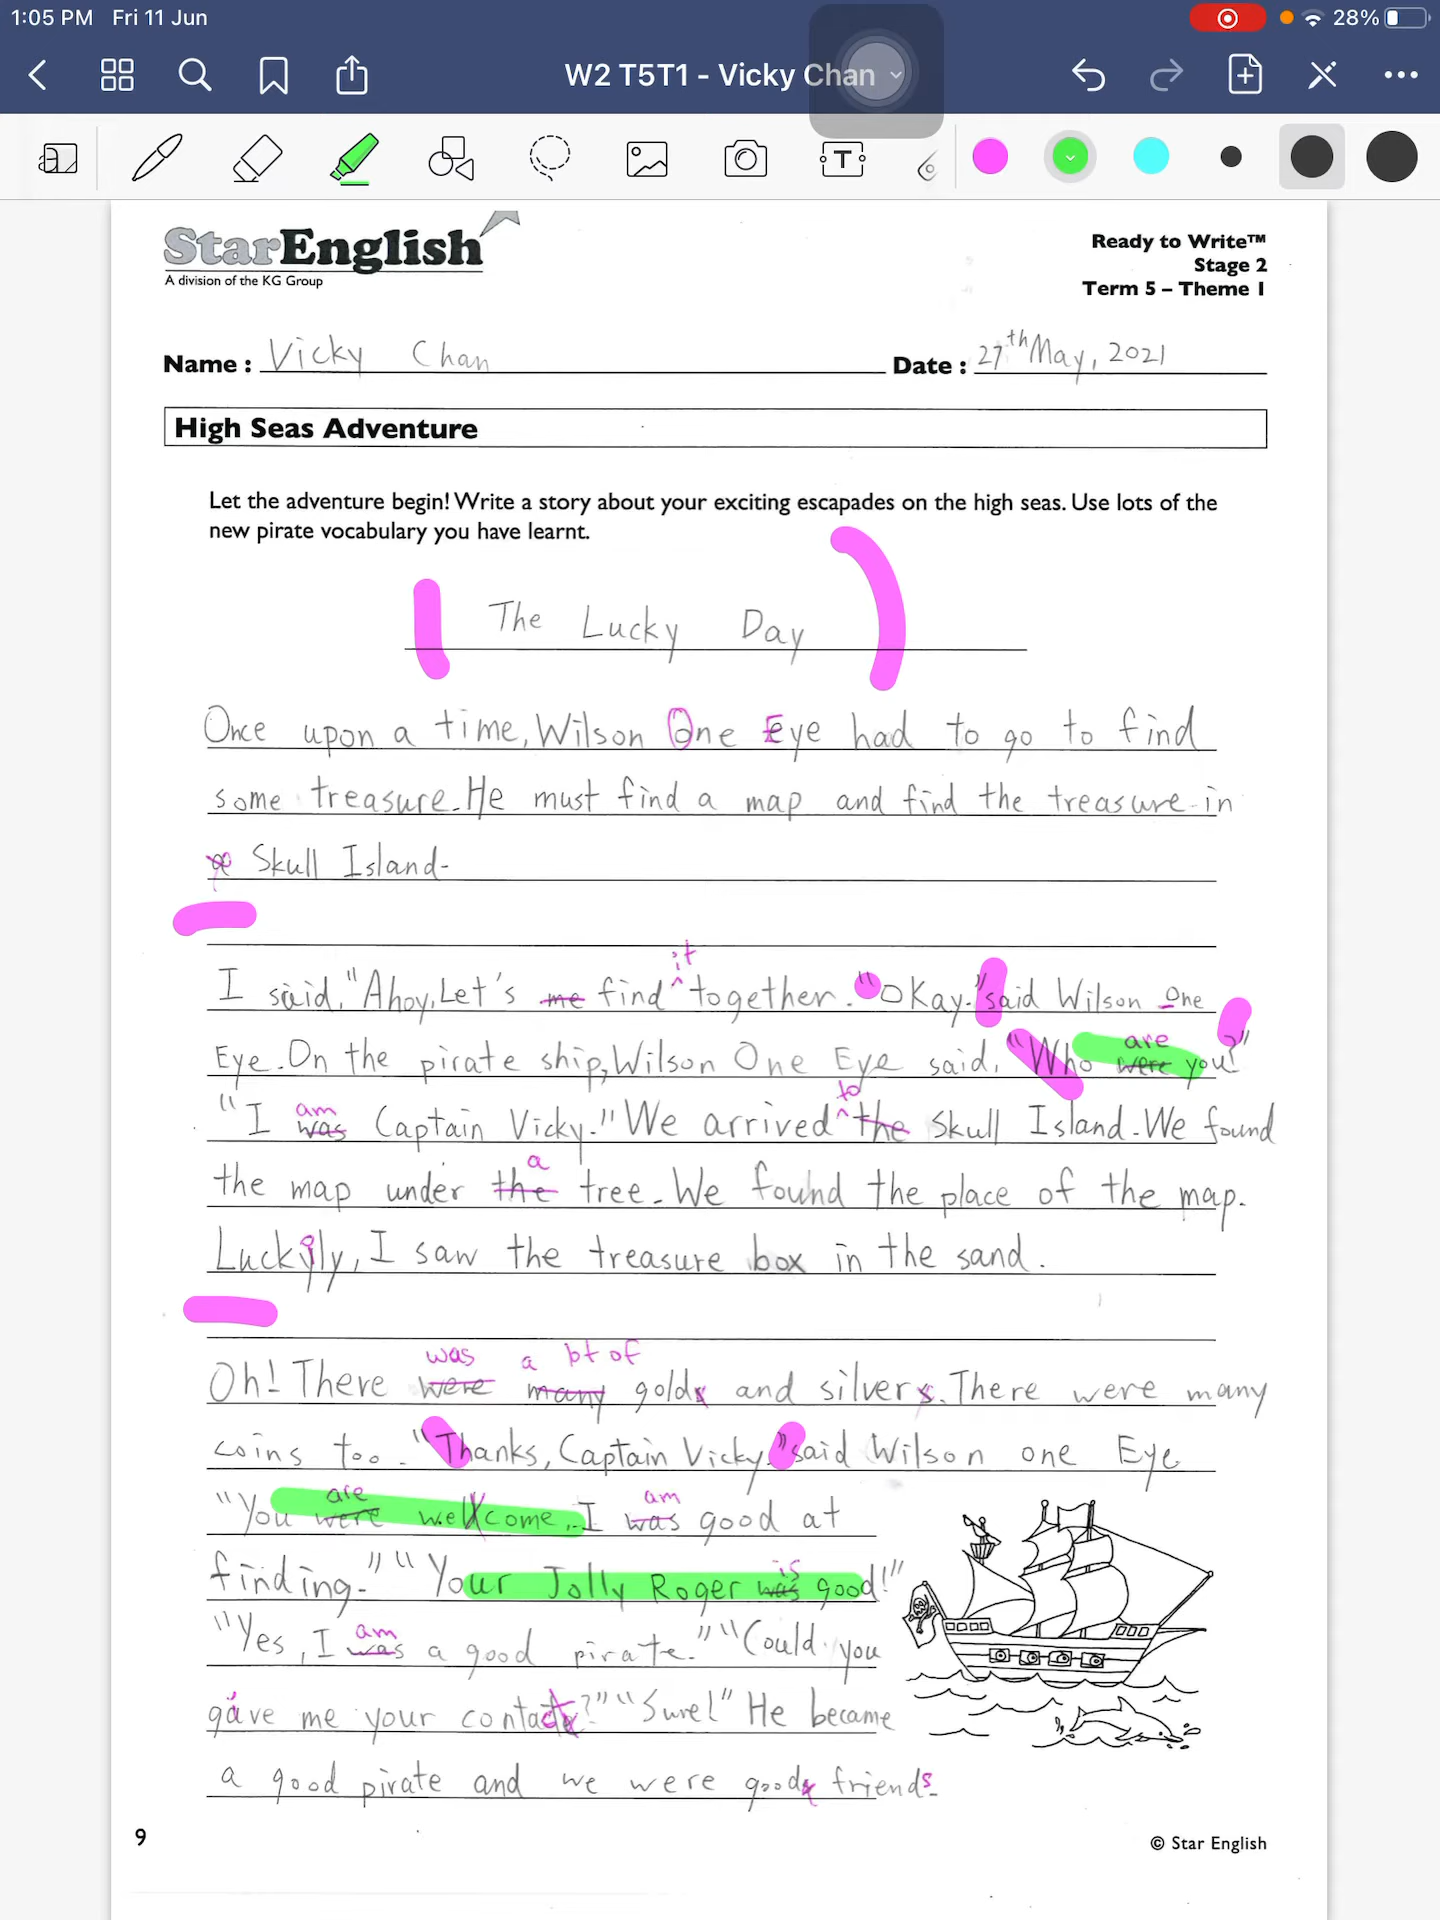 1:05 PM Fri 11 Jun
28%
W2 T5T1 - Vicky Chan
T
StarEnglish
A division of the KG Group
Ready to Write™
Stage 2
Term 5 – Theme 1
Name : Vicky Chan
Date : 27th May, 2021
High Seas Adventure
Let the adventure begin! Write a story about your exciting escapades on the high seas. Use lots of the
new pirate vocabulary you have learnt.
The Lucky Day
Once upon a time, Wilson One Eye had to go to find
some treasure. He must find a map and find the treasure in
Skull Island.
it
I said, "Ahoy, Let's me find ^ together. "Okay." said Wilson One
are
Eye. On the pirate ship, Wilson One Eye said, "Who were you?"
am to
"I was Captain Vicky." We arrived ^ the Skull Island. We found
a
the map under the tree. We found the place of the map.
Luckily, I saw the treasure box in the sand.
was a lot of
Oh! There were many golds and silvers. There were many
coins too. "Thanks, Captain Vicky." said Wilson one Eye
are am
"You were wellcome. I was good at
is
finding." "Your Jolly Roger was good!"
am
"Yes, I was a good pirate." "Could you
give me your contact?" "Sure!" He became
a good pirate and we were good friends.
9
© Star English